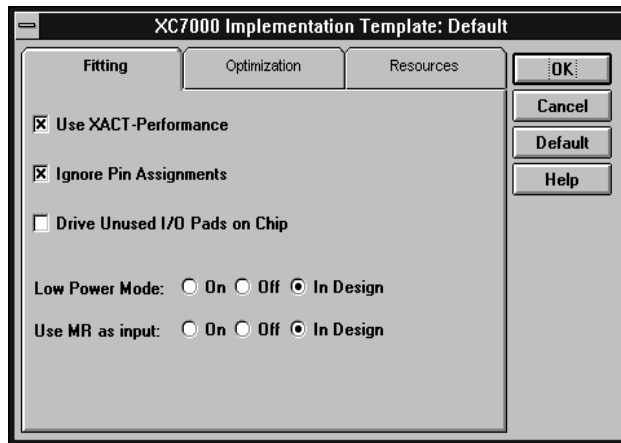 XC7000 Implementation Template: Default
Fitting
Optimization
Resources
OK
Cancel
Default
Help
Use XACT-Performance
Ignore Pin Assignments
Drive Unused I/O Pads on Chip
Low Power Mode: On Off In Design
Use MR as input: On Off In Design